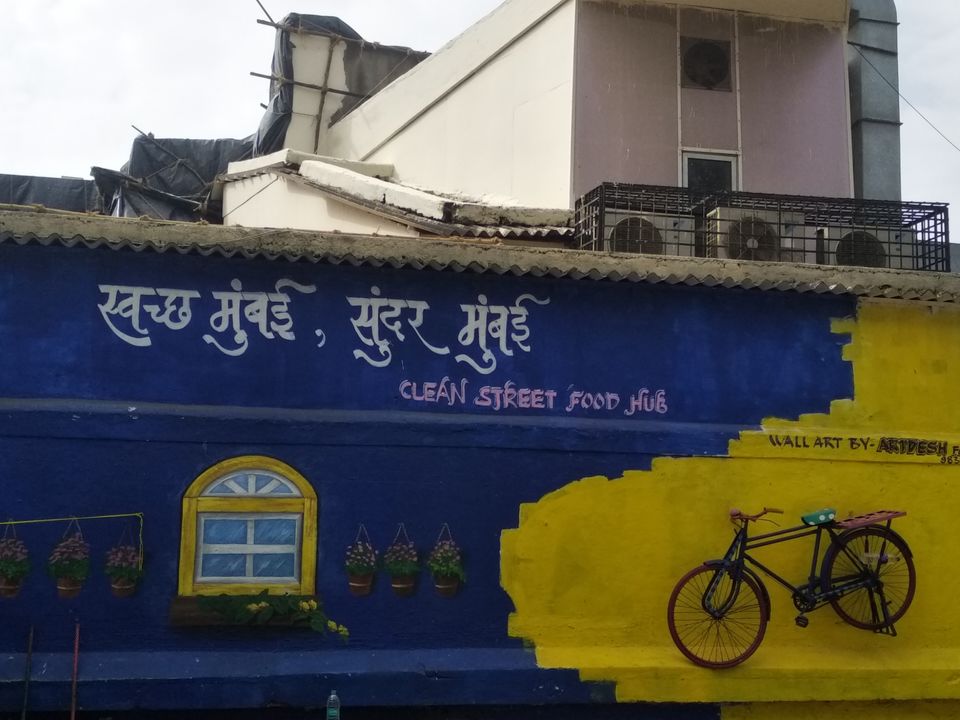 स्वच्छ मुंबई , सुंदर मुंबई
CLEAN STREET FOOD HUB
WALL ART BY- ARTDESH